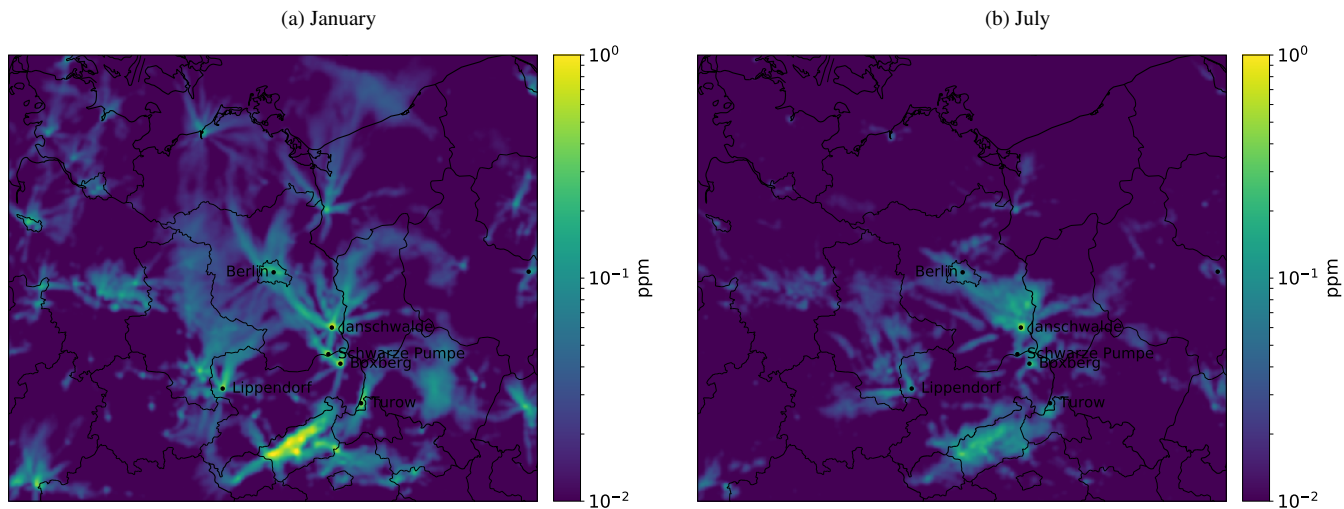 (a) January
(b) July
10⁰
10⁻¹
10⁻²
ppm
Berlin
Janschwalde
Schwarze Pumpe
Boxberg
Lippendorf
Turow
10⁰
10⁻¹
10⁻²
ppm
Berlin
Janschwalde
Schwarze Pumpe
Boxberg
Lippendorf
Turow